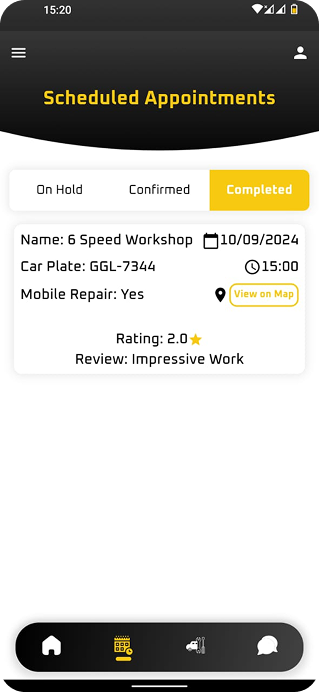 15:20
Scheduled Appointments
On Hold Confirmed Completed
Name: 6 Speed Workshop 10/09/2024
Car Plate: GGL-7344 15:00
Mobile Repair: Yes View on Map
Rating: 2.0
Review: Impressive Work